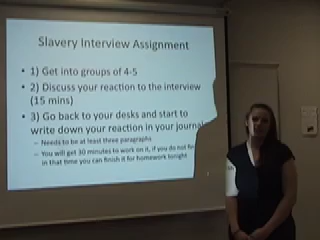 Slavery Interview Assignment
• 1) Get into groups of 4-5
• 2) Discuss your reaction to the interview
(15 mins)
• 3) Go back to your desks and start to
write down your reaction in your journal
– Needs to be at least three paragraphs
– You will get 30 minutes to work on it, if you do not
in that time you can finish it for homework tonight